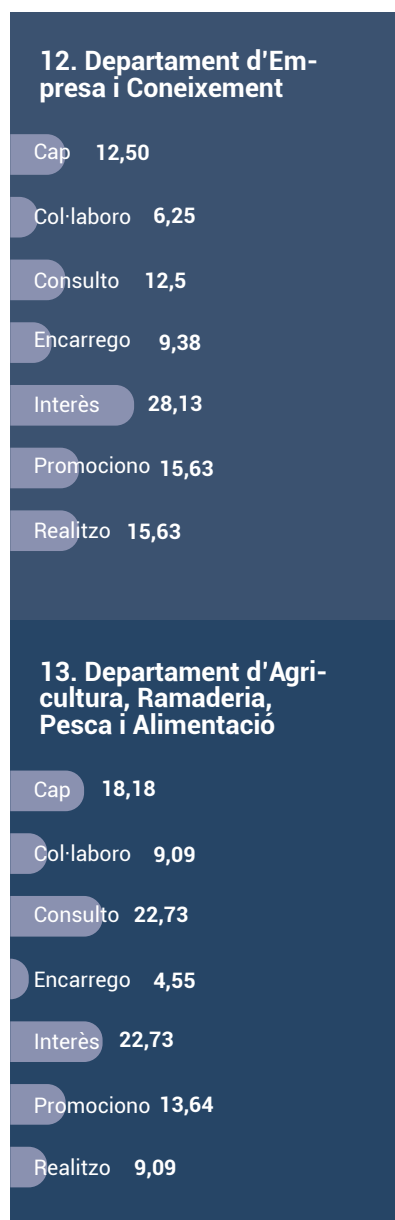 12. Departament d'Em-
presa i Coneixement
Cap 12,50
Col·laboro 6,25
Consulto 12,5
Encarrego 9,38
Interès 28,13
Promociono 15,63
Realitzo 15,63
13. Departament d'Agri-
cultura, Ramaderia,
Pesca i Alimentació
Cap 18,18
Col·laboro 9,09
Consulto 22,73
Encarrego 4,55
Interès 22,73
Promociono 13,64
Realitzo 9,09